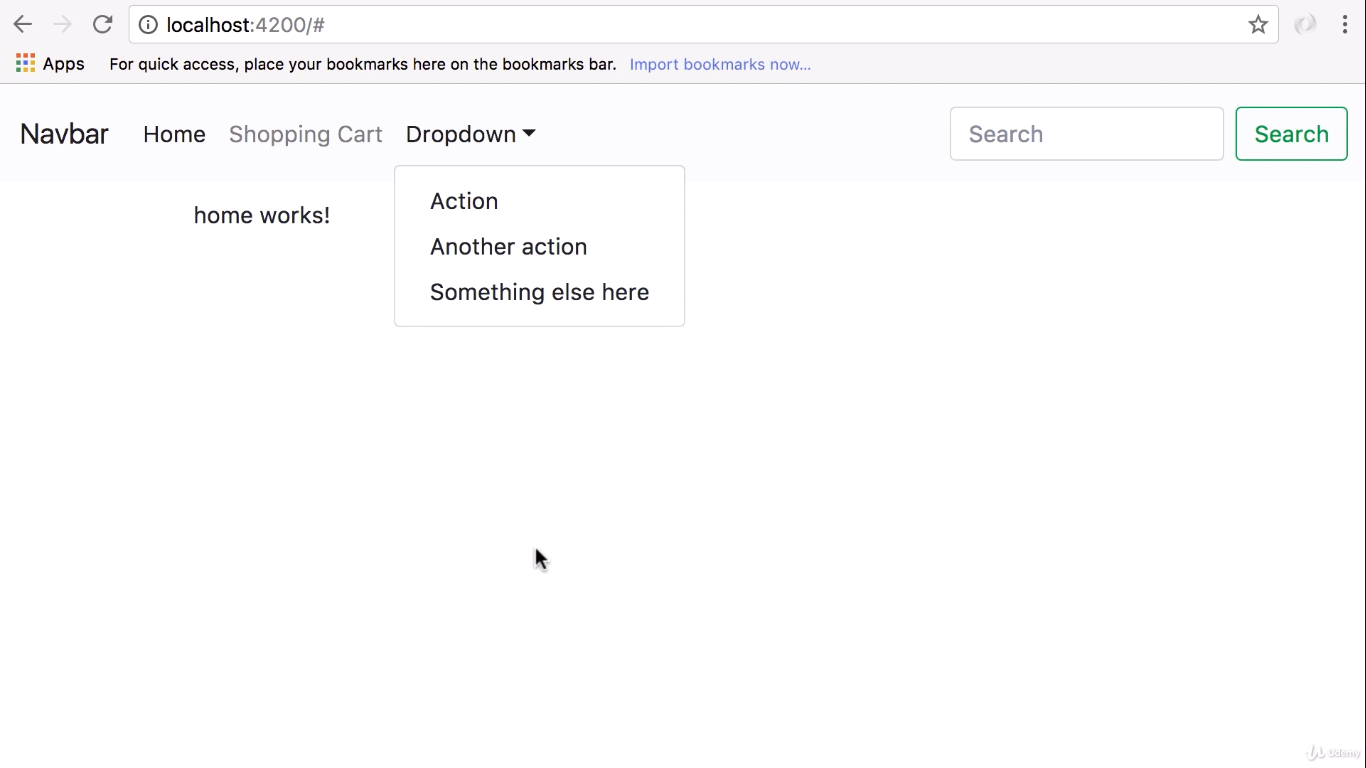 localhost:4200/#
Apps For quick access, place your bookmarks here on the bookmarks bar. Import bookmarks now...
Navbar Home Shopping Cart Dropdown Search Search
home works!
Action
Another action
Something else here
Udemy